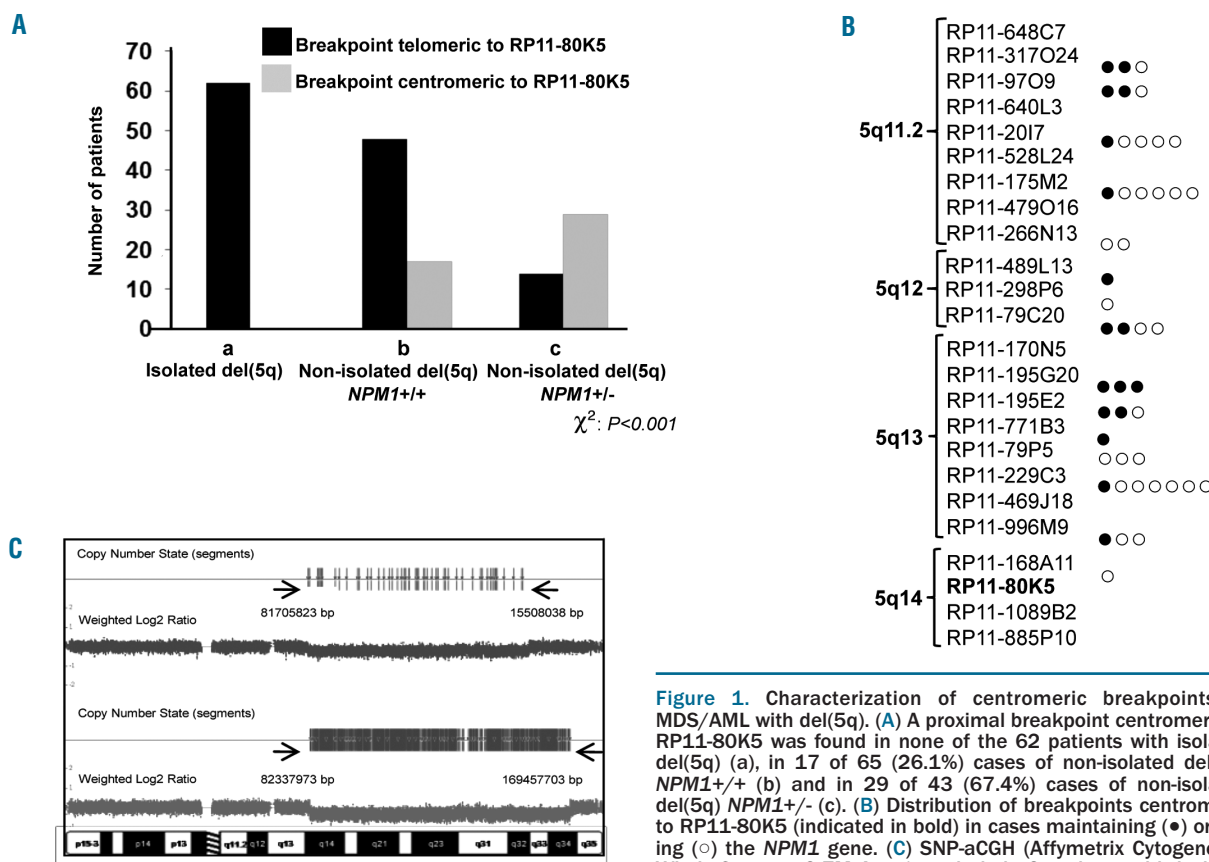 A
70
60
50
40
30
20
10
0
Number of patients
Breakpoint telomeric to RP11-80K5
Breakpoint centromeric to RP11-80K5
a
Isolated del(5q)
b
Non-isolated del(5q)
NPM1+/+
c
Non-isolated del(5q)
NPM1+/-
χ²: P<0.001
B
5q11.2
RP11-648C7
RP11-317O24
RP11-97O9
RP11-640L3
RP11-20I7
RP11-528L24
RP11-175M2
RP11-479O16
RP11-266N13
5q12
RP11-489L13
RP11-298P6
RP11-79C20
5q13
RP11-170N5
RP11-195G20
RP11-195E2
RP11-771B3
RP11-79P5
RP11-229C3
RP11-469J18
RP11-996M9
5q14
RP11-168A11
RP11-80K5
RP11-1089B2
RP11-885P10
C
Copy Number State (segments)
81705823 bp
15508038 bp
Weighted Log2 Ratio
Copy Number State (segments)
82337973 bp
169457703 bp
Weighted Log2 Ratio
p15-3 p14 p13 q11.2 q12 q13 q14 q21 q23 q31 q32 q33 q34 q35
Figure 1. Characterization of centromeric breakpoints
MDS/AML with del(5q). (A) A proximal breakpoint centromer
RP11-80K5 was found in none of the 62 patients with isol
del(5q) (a), in 17 of 65 (26.1%) cases of non-isolated del
NPM1+/+ (b) and in 29 of 43 (67.4%) cases of non-isol
del(5q) NPM1+/- (c). (B) Distribution of breakpoints centrom
to RP11-80K5 (indicated in bold) in cases maintaining (●) or
ing (○) the NPM1 gene. (C) SNP-aCGH (Affymetrix Cytogen